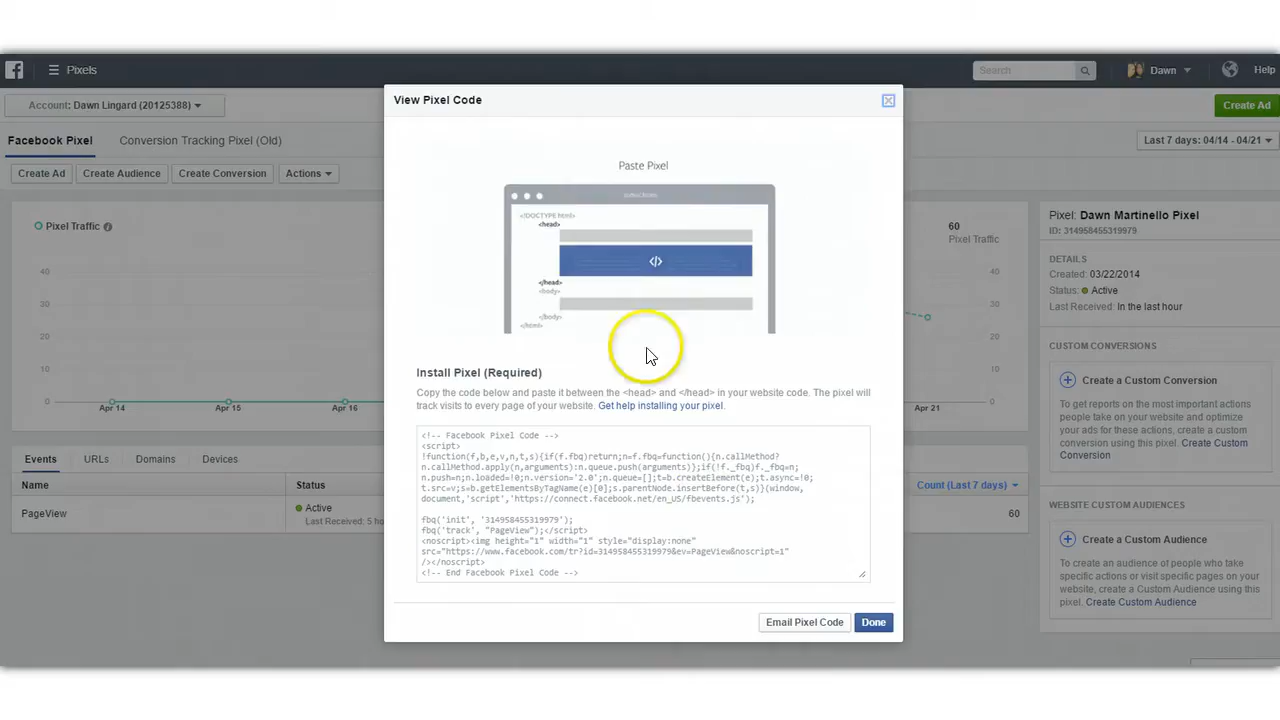 Pixels
Search
Dawn
Help
Account: Dawn Lingard (20125388)
Create Ad
Facebook Pixel
Conversion Tracking Pixel (Old)
Last 7 days: 04/14 - 04/21
Create Ad
Create Audience
Create Conversion
Actions
View Pixel Code
Paste Pixel
<!DOCTYPE html>
<head>
</>
</head>
<body>
</body>
</html>
Install Pixel (Required)
Copy the code below and paste it between the <head> and </head> in your website code. The pixel will
track visits to every page of your website. Get help installing your pixel.
<!-- Facebook Pixel Code -->
<script>
!function(f,b,e,v,n,t,s){if(f.fbq)return;n=f.fbq=function(){n.callMethod?
n.callMethod.apply(n,arguments):n.queue.push(arguments)};if(!f._fbq)f._fbq=n;
n.push=n;n.loaded=!0;n.version='2.0';n.queue=[];t=b.createElement(e);t.async=!0;
t.src=v;s=b.getElementsByTagName(e)[0];s.parentNode.insertBefore(t,s)}(window,
document,'script','https://connect.facebook.net/en_US/fbevents.js');
fbq('init', '314958455319979');
fbq('track', "PageView");</script>
<noscript><img height="1" width="1" style="display:none"
src="https://www.facebook.com/tr?id=314958455319979&ev=PageView&noscript=1"
/></noscript>
<!-- End Facebook Pixel Code -->
Email Pixel Code
Done
Pixel Traffic
40
30
20
10
0
Apr 14
Apr 15
Apr 16
60
Pixel Traffic
40
30
20
10
0
Apr 21
Events
URLs
Domains
Devices
Name
Status
Count (Last 7 days)
PageView
Active
Last Received: 5 ho
60
Pixel: Dawn Martinello Pixel
ID: 314958455319979
DETAILS
Created: 03/22/2014
Status: Active
Last Received: In the last hour
CUSTOM CONVERSIONS
Create a Custom Conversion
To get reports on the most important actions
people take on your website and optimize
your ads for these actions, create a custom
conversion using this pixel. Create Custom
Conversion
WEBSITE CUSTOM AUDIENCES
Create a Custom Audience
To create an audience of people who take
specific actions or visit specific pages on your
website, create a Custom Audience using this
pixel. Create Custom Audience